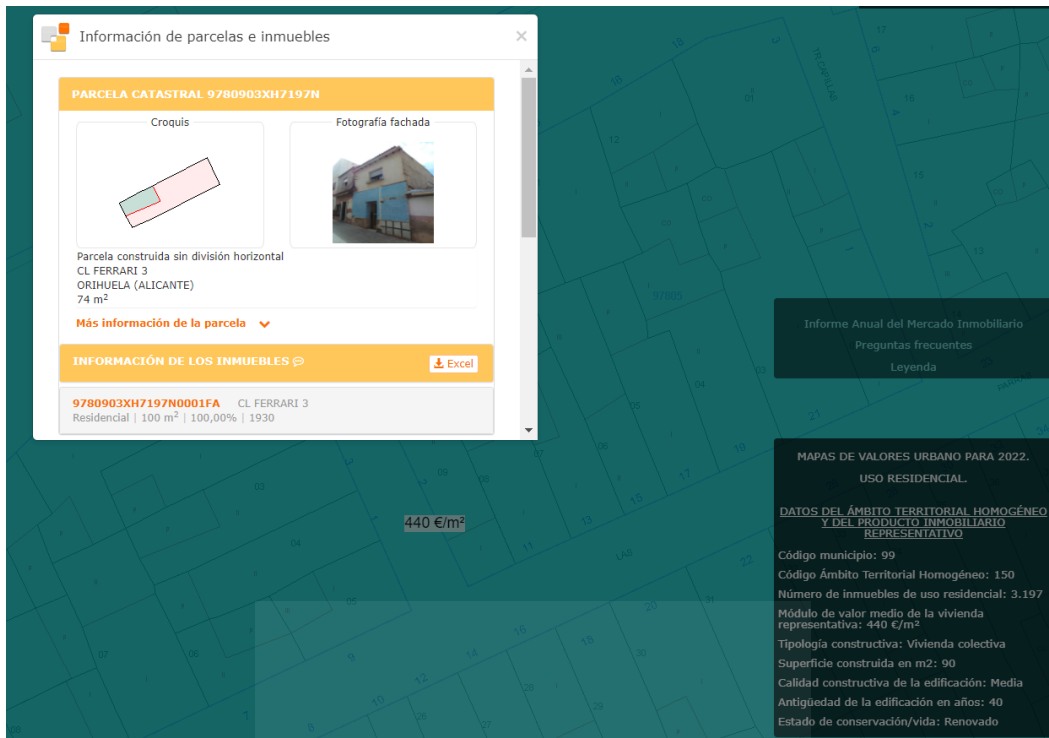 Información de parcelas e inmuebles
×
PARCELA CATASTRAL 9780903XH7197N
Croquis
Fotografía fachada
Parcela construida sin división horizontal
CL FERRARI 3
ORIHUELA (ALICANTE)
74 m²
Más información de la parcela
INFORMACIÓN DE LOS INMUEBLES
Excel
9780903XH7197N0001FA CL FERRARI 3
Residencial | 100 m² | 100,00% | 1930
440 €/m²
Informe Anual del Mercado Inmobiliario
Preguntas frecuentes
Leyenda
MAPAS DE VALORES URBANO PARA 2022.
USO RESIDENCIAL.
DATOS DEL ÁMBITO TERRITORIAL HOMOGÉNEO
Y DEL PRODUCTO INMOBILIARIO
REPRESENTATIVO
Código municipio: 99
Código Ámbito Territorial Homogéneo: 150
Número de inmuebles de uso residencial: 3.197
Módulo de valor medio de la vivienda
representativa: 440 €/m²
Tipología constructiva: Vivienda colectiva
Superficie construida en m2: 90
Calidad constructiva de la edificación: Media
Antigüedad de la edificación en años: 40
Estado de conservación/vida: Renovado